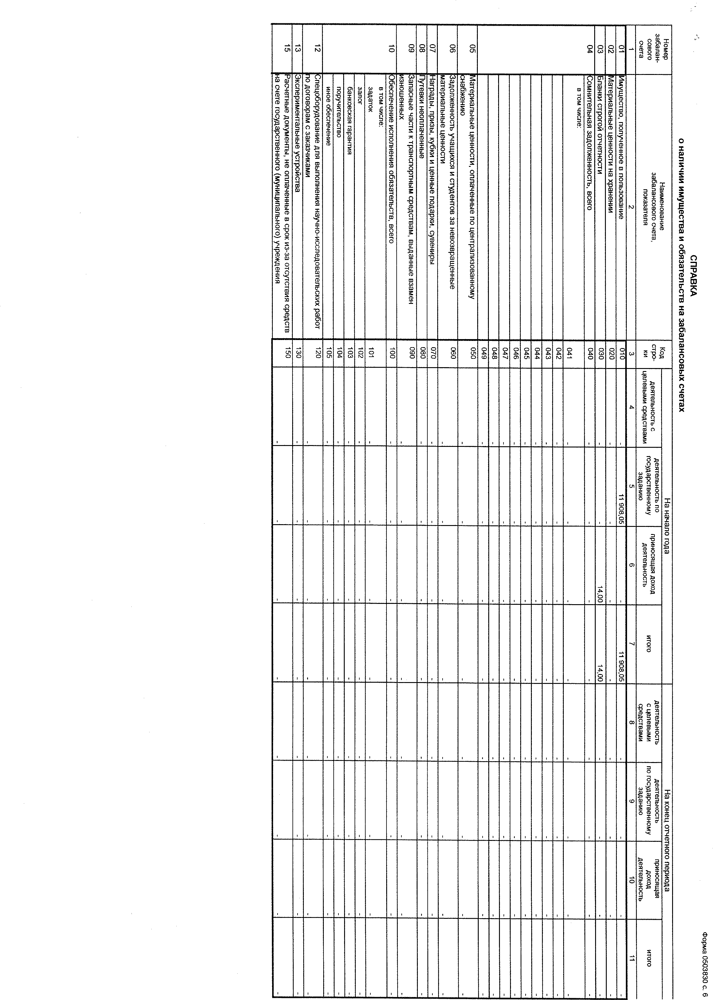 Форма 0503830 с. 6
СПРАВКА
о наличии имущества и обязательств на забалансовых счетах
Номер забалан-сового счета | Наименование забалансового счета, показателя | Код стро-ки | На начало года | На конец отчетного периода
деятельность с целевыми средствами | деятельность по государственному заданию | приносящая доход деятельность | итого | деятельность с целевыми средствами | деятельность по государственному заданию | приносящая доход деятельность | итого
1 | 2 | 3 | 4 | 5 | 6 | 7 | 8 | 9 | 10 | 11
01 | Имущество, полученное в пользование | 010 | - | 11 908,05 | - | 11 908,05 | - | - | - | -
02 | Материальные ценности на хранении | 020 | - | - | - | - | - | - | - | -
03 | Бланки строгой отчетности | 030 | - | - | 14,00 | 14,00 | - | - | - | -
04 | Сомнительная задолженность, всего | 040 | - | - | - | - | - | - | - | -
в том числе:
041 | - | - | - | - | - | - | - | -
042 | - | - | - | - | - | - | - | -
043 | - | - | - | - | - | - | - | -
044 | - | - | - | - | - | - | - | -
045 | - | - | - | - | - | - | - | -
046 | - | - | - | - | - | - | - | -
047 | - | - | - | - | - | - | - | -
048 | - | - | - | - | - | - | - | -
049 | - | - | - | - | - | - | - | -
05 | Материальные ценности, оплаченные по централизованному
снабжению | 050 | - | - | - | - | - | - | - | -
06 | Задолженность учащихся и студентов за невозвращенные
материальные ценности | 060 | - | - | - | - | - | - | - | -
07 | Награды, призы, кубки и ценные подарки, сувениры | 070 | - | - | - | - | - | - | - | -
08 | Путевки неоплаченные | 080 | - | - | - | - | - | - | - | -
09 | Запасные части к транспортным средствам, выданные взамен
изношенных | 090 | - | - | - | - | - | - | - | -
10 | Обеспечение исполнения обязательств, всего | 100 | - | - | - | - | - | - | - | -
в том числе:
задаток | 101 | - | - | - | - | - | - | - | -
залог | 102 | - | - | - | - | - | - | - | -
банковская гарантия | 103 | - | - | - | - | - | - | - | -
поручительство | 104 | - | - | - | - | - | - | - | -
иное обеспечение | 105 | - | - | - | - | - | - | - | -
12 | Спецоборудование для выполнения научно-исследовательских работ
по договорам с заказчиками | 120 | - | - | - | - | - | - | - | -
13 | Экспериментальные устройства | 130 | - | - | - | - | - | - | - | -
15 | Расчетные документы, не оплаченные в срок из-за отсутствия средств
на счете государственного (муниципального) учреждения | 150 | - | - | - | - | - | - | - | -